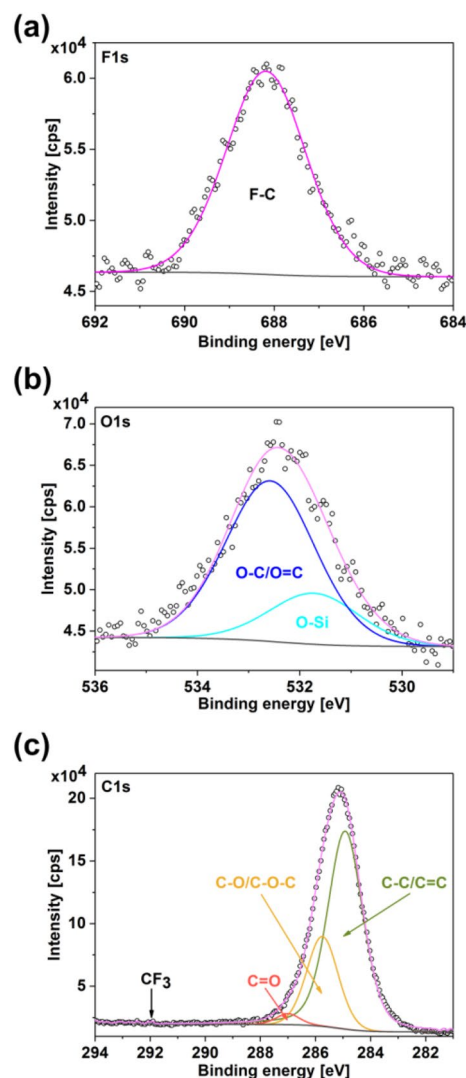 (a)
x10⁴
F1s
6.0
5.5
5.0
4.5
Intensity [cps]
F-C
692 690 688 686 684
Binding energy [eV]
(b)
x10⁴
O1s
7.0
6.5
6.0
5.5
5.0
4.5
Intensity [cps]
O-C/O=C
O-Si
536 534 532 530
Binding energy [eV]
(c)
x10⁴
C1s
20
15
10
5
Intensity [cps]
C-O/C-O-C
C-C/C=C
C=O
CF₃
294 292 290 288 286 284 282
Binding energy [eV]